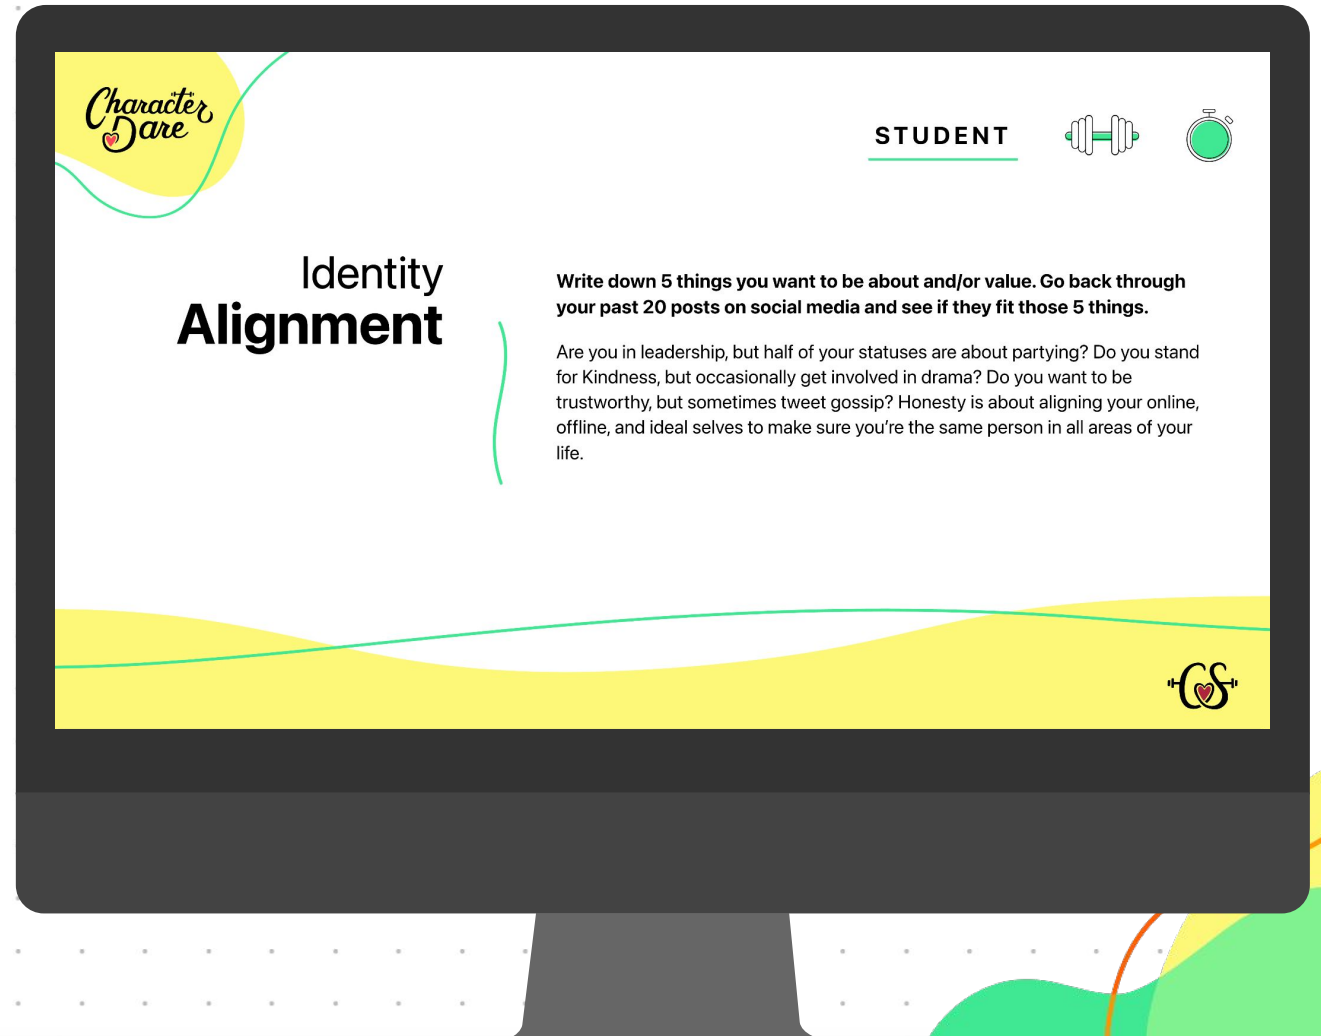 Character
Dare
STUDENT
Identity
Alignment
Write down 5 things you want to be about and/or value. Go back through
your past 20 posts on social media and see if they fit those 5 things.
Are you in leadership, but half of your statuses are about partying? Do you stand
for Kindness, but occasionally get involved in drama? Do you want to be
trustworthy, but sometimes tweet gossip? Honesty is about aligning your online,
offline, and ideal selves to make sure you’re the same person in all areas of your
life.
CS